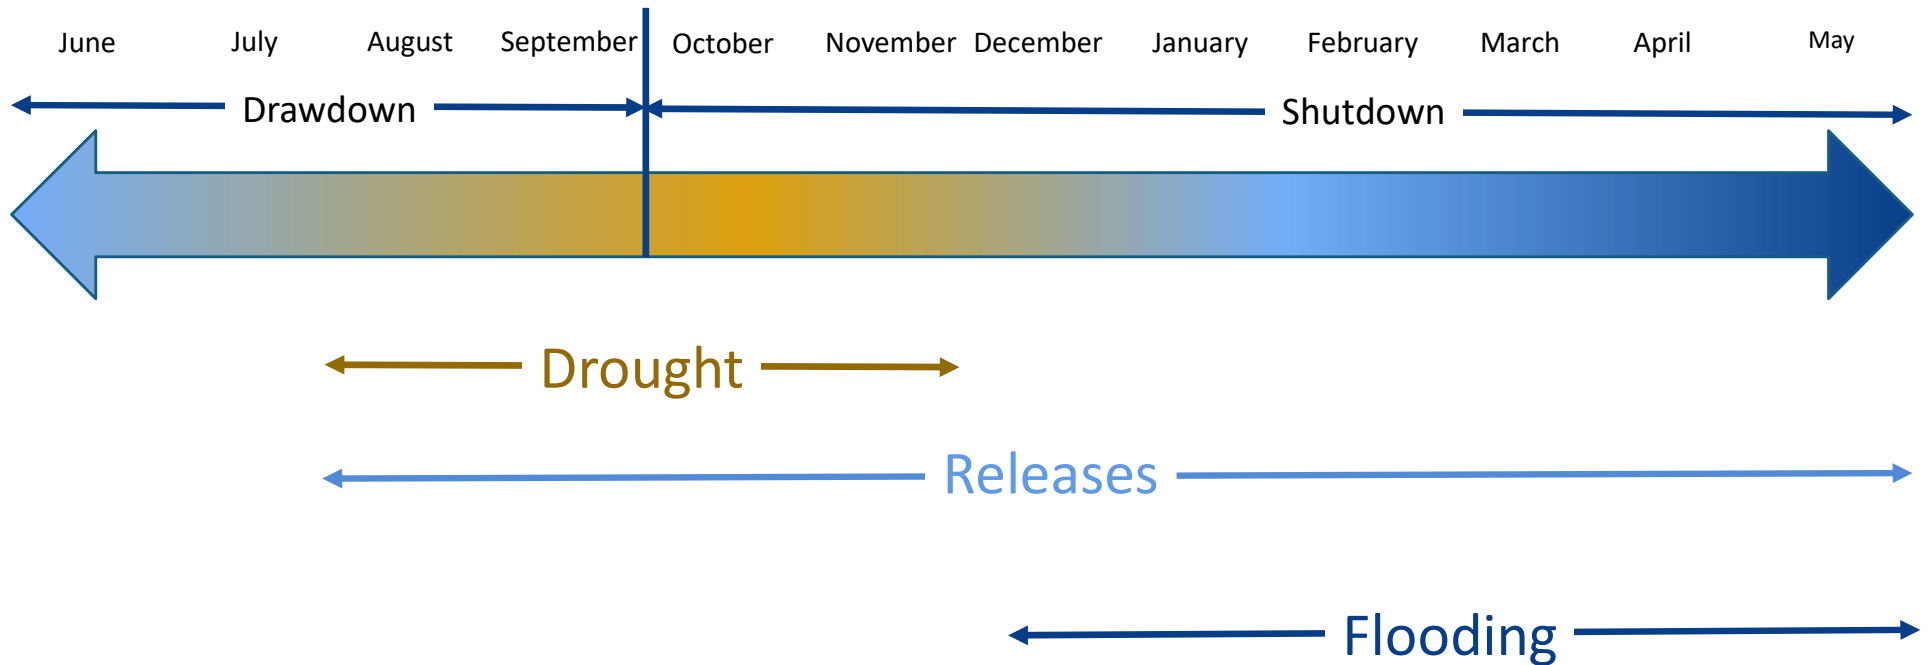 June July August September October November December January February March April May
Drawdown Shutdown
Drought
Releases
Flooding